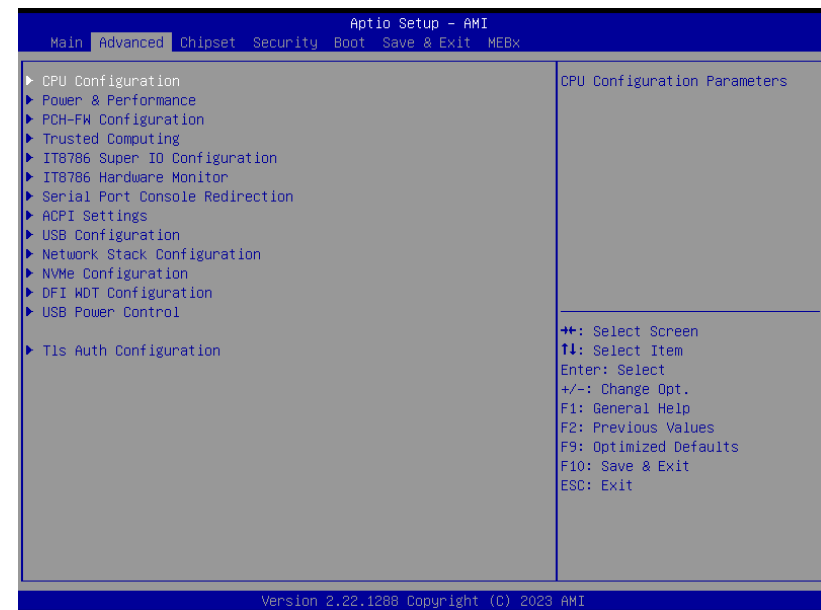 Aptio Setup – AMI
Main Advanced Chipset Security Boot Save & Exit MEBx
CPU Configuration
Power & Performance
PCH-FW Configuration
Trusted Computing
IT8786 Super IO Configuration
IT8786 Hardware Monitor
Serial Port Console Redirection
ACPI Settings
USB Configuration
Network Stack Configuration
NVMe Configuration
DFI WDT Configuration
USB Power Control
Tls Auth Configuration
CPU Configuration Parameters
→←: Select Screen
↑↓: Select Item
Enter: Select
+/-: Change Opt.
F1: General Help
F2: Previous Values
F9: Optimized Defaults
F10: Save & Exit
ESC: Exit
Version 2.22.1288 Copyright (C) 2023 AMI